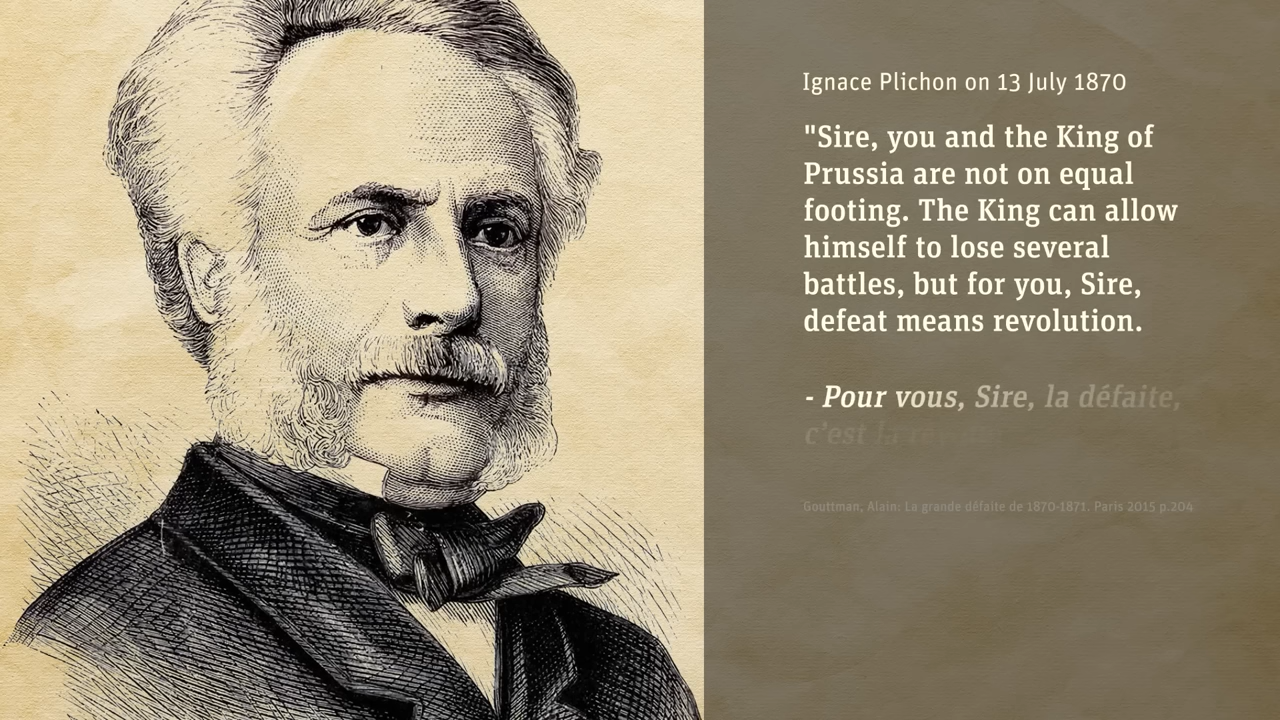 Ignace Plichon on 13 July 1870
"Sire, you and the King of
Prussia are not on equal
footing. The King can allow
himself to lose several
battles, but for you, Sire,
defeat means revolution.
- Pour vous, Sire, la défaite,
c'est la
Gouttman, Alain: La grande défaite de 1870-1871. Paris 2015 p.204